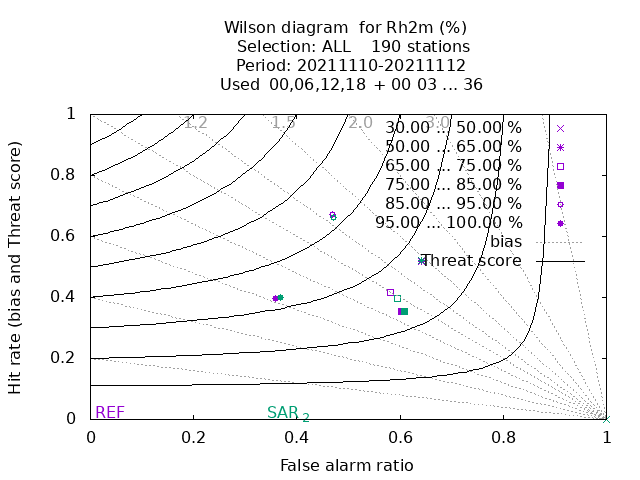 Wilson diagram for Rh2m (%)
Selection: ALL 190 stations
Period: 20211110-20211112
Used 00,06,12,18 + 00 03 ... 36
Hit rate (bias and Threat score)
1
0.8
0.6
0.4
0.2
0
1.2 1.5 2.0 3.0
30.00 ... 50.00 %
50.00 ... 65.00 %
65.00 ... 75.00 %
75.00 ... 85.00 %
85.00 ... 95.00 %
95.00 ... 100.00 %
bias
Threat score
REF SAR 2
0 0.2 0.4 0.6 0.8 1
False alarm ratio